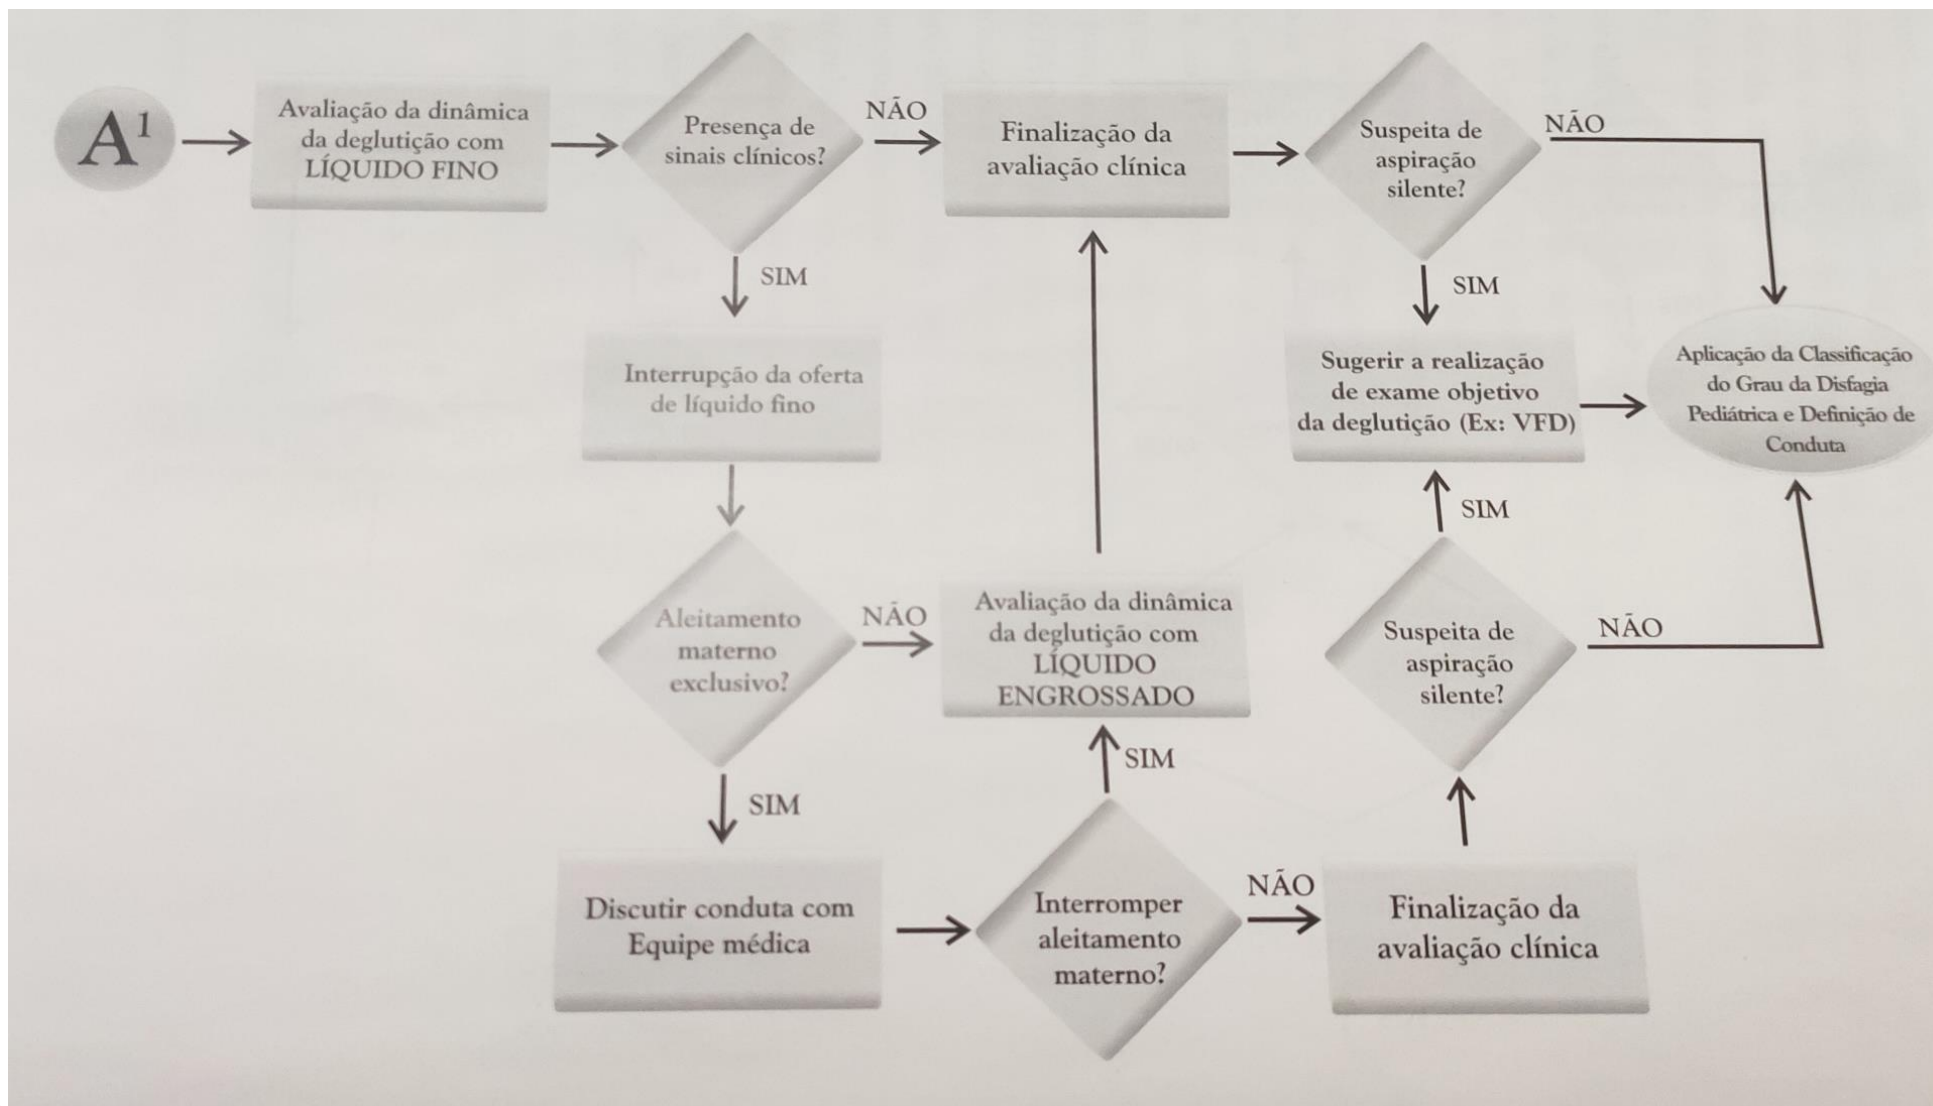 A¹
Avaliação da dinâmica
da deglutição com
LÍQUIDO FINO
Presença de
sinais clínicos?
NÃO
Finalização da
avaliação clínica
Suspeita de
aspiração
silente?
NÃO
SIM
SIM
Interrupção da oferta
de líquido fino
Sugerir a realização
de exame objetivo
da deglutição (Ex: VFD)
Aplicação da Classificação
do Grau da Disfagia
Pediátrica e Definição de
Conduta
SIM
Aleitamento
materno
exclusivo?
NÃO
Avaliação da dinâmica
da deglutição com
LÍQUIDO
ENGROSSADO
Suspeita de
aspiração
silente?
NÃO
SIM
SIM
Discutir conduta com
Equipe médica
Interromper
aleitamento
materno?
NÃO
Finalização da
avaliação clínica